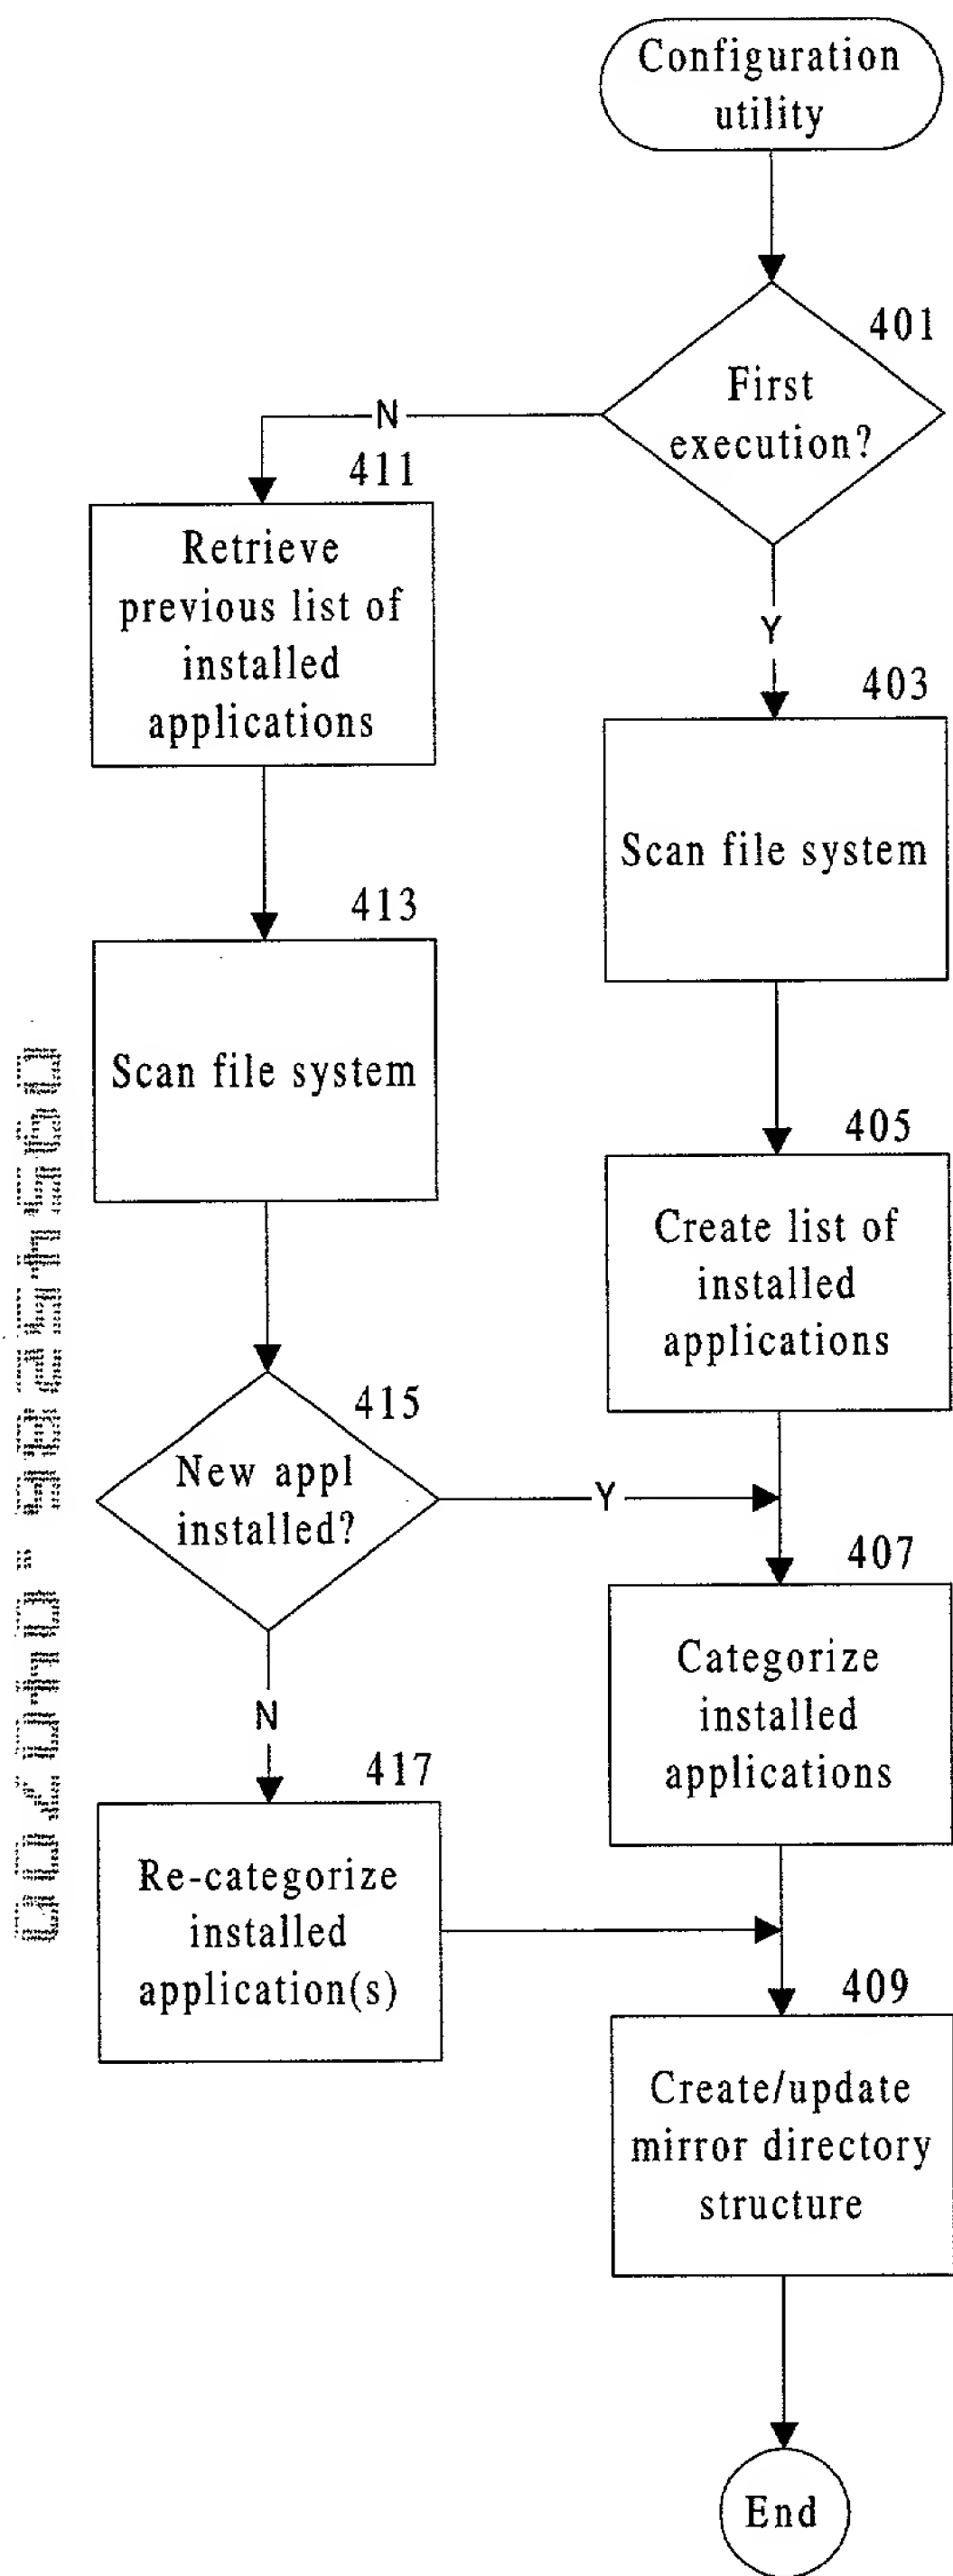 Configuration
utility
401
First
execution?
N
Y
411
Retrieve
previous list of
installed
applications
403
Scan file system
413
Scan file system
405
Create list of
installed
applications
415
New appl
installed?
Y
N
407
Categorize
installed
applications
417
Re-categorize
installed
application(s)
409
Create/update
mirror directory
structure
End